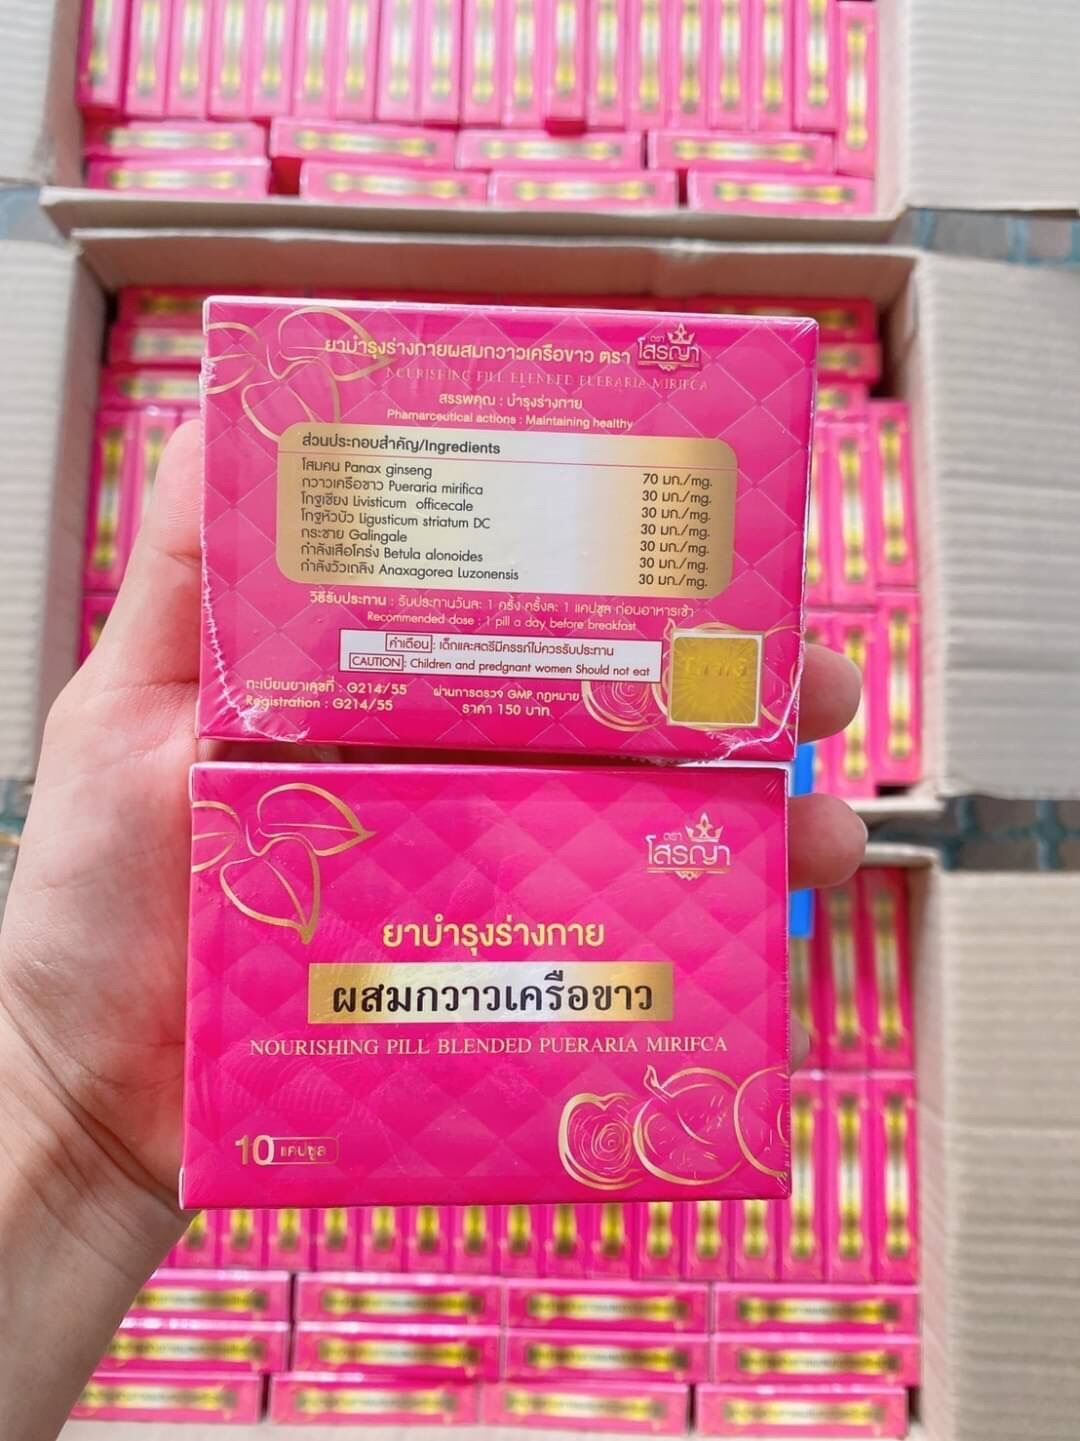 ยาบำรุงร่างกายผสมกวาวเครือขาว ตรา
ตรา
โสรญา
NOURISHING PILL BLENDED PUERARIA MIRIFCA
สรรพคุณ : บำรุงร่างกาย
Phamarceutical actions : Maintaining healthy
ส่วนประกอบสำคัญ/Ingredients
โสมคน Panax ginseng 70 มก./mg.
กวาวเครือขาว Pueraria mirifica 30 มก./mg.
โกฐเชียง Livisticum officecale 30 มก./mg.
โกฐหัวบัว Ligusticum striatum DC 30 มก./mg.
กระชาย Galingale 30 มก./mg.
กำลังเสือโคร่ง Betula alonoides 30 มก./mg.
กำลังวัวเถลิง Anaxagorea Luzonensis 30 มก./mg.
วิธีรับประทาน : รับประทานวันละ 1 ครั้ง ครั้งละ 1 แคปซูล ก่อนอาหารเช้า
Recommended dose : 1 pill a day before breakfast
คำเตือน : เด็กและสตรีมีครรภ์ไม่ควรรับประทาน
CAUTION : Children and predgnant women Should not eat
ทะเบียนยาเลขที่ : G214/55 ผ่านการตรวจ GMP กฎหมาย
Registration : G214/55 ราคา 150 บาท
ตรา
โสรญา
ยาบำรุงร่างกาย
ผสมกวาวเครือขาว
NOURISHING PILL BLENDED PUERARIA MIRIFCA
10 แคปซูล